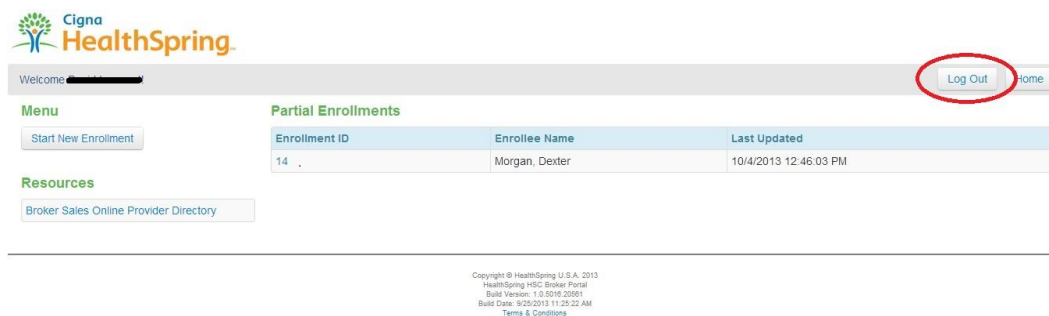 Cigna
HealthSpring
Welcome
Log Out
Home
Menu
Partial Enrollments
Start New Enrollment
Enrollment ID
Enrollee Name
Last Updated
14
Morgan, Dexter
10/4/2013 12:46:03 PM
Resources
Broker Sales Online Provider Directory
Copyright @ HealthSpring U.S.A. 2013
HealthSpring HSC Broker Portal
Build Version: 1.0.5016.20561
Build Date: 9/25/2013 11:25:22 AM
Terms & Conditions